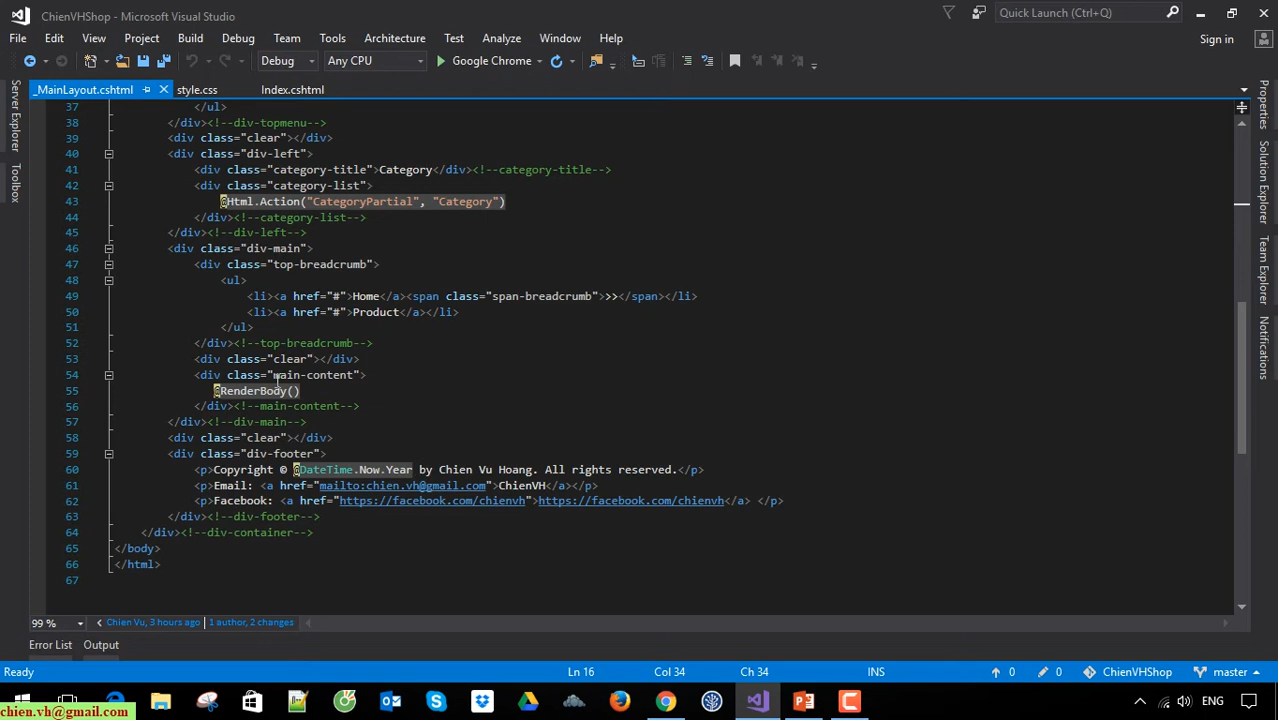 ChienVHShop - Microsoft Visual Studio
Quick Launch (Ctrl+Q)
File Edit View Project Build Debug Team Tools Architecture Test Analyze Window Help
Sign in
Debug Any CPU Google Chrome
_MainLayout.cshtml style.css Index.cshtml
Server Explorer
Toolbox
Properties
Solution Explorer
Team Explorer
Notifications
37 </ul>
38 </div><!--div-topmenu-->
39 <div class="clear"></div>
40 <div class="div-left">
41 <div class="category-title">Category</div><!--category-title-->
42 <div class="category-list">
43 @Html.Action("CategoryPartial", "Category")
44 </div><!--category-list-->
45 </div><!--div-left-->
46 <div class="div-main">
47 <div class="top-breadcrumb">
48 <ul>
49 <li><a href="#">Home</a><span class="span-breadcrumb">>></span></li>
50 <li><a href="#">Product</a></li>
51 </ul>
52 </div><!--top-breadcrumb-->
53 <div class="clear"></div>
54 <div class="main-content">
55 @RenderBody()
56 </div><!--main-content-->
57 </div><!--div-main-->
58 <div class="clear"></div>
59 <div class="div-footer">
60 <p>Copyright © @DateTime.Now.Year by Chien Vu Hoang. All rights reserved.</p>
61 <p>Email: <a href="mailto:chien.vh@gmail.com">ChienVH</a></p>
62 <p>Facebook: <a href="https://facebook.com/chienvh">https://facebook.com/chienvh</a> </p>
63 </div><!--div-footer-->
64 </div><!--div-container-->
65 </body>
66 </html>
67
99 % Chien Vu, 3 hours ago | 1 author, 2 changes
Error List Output
Ready Ln 16 Col 34 Ch 34 INS 0 0 ChienVHShop master
ENG
chien.vh@gmail.com